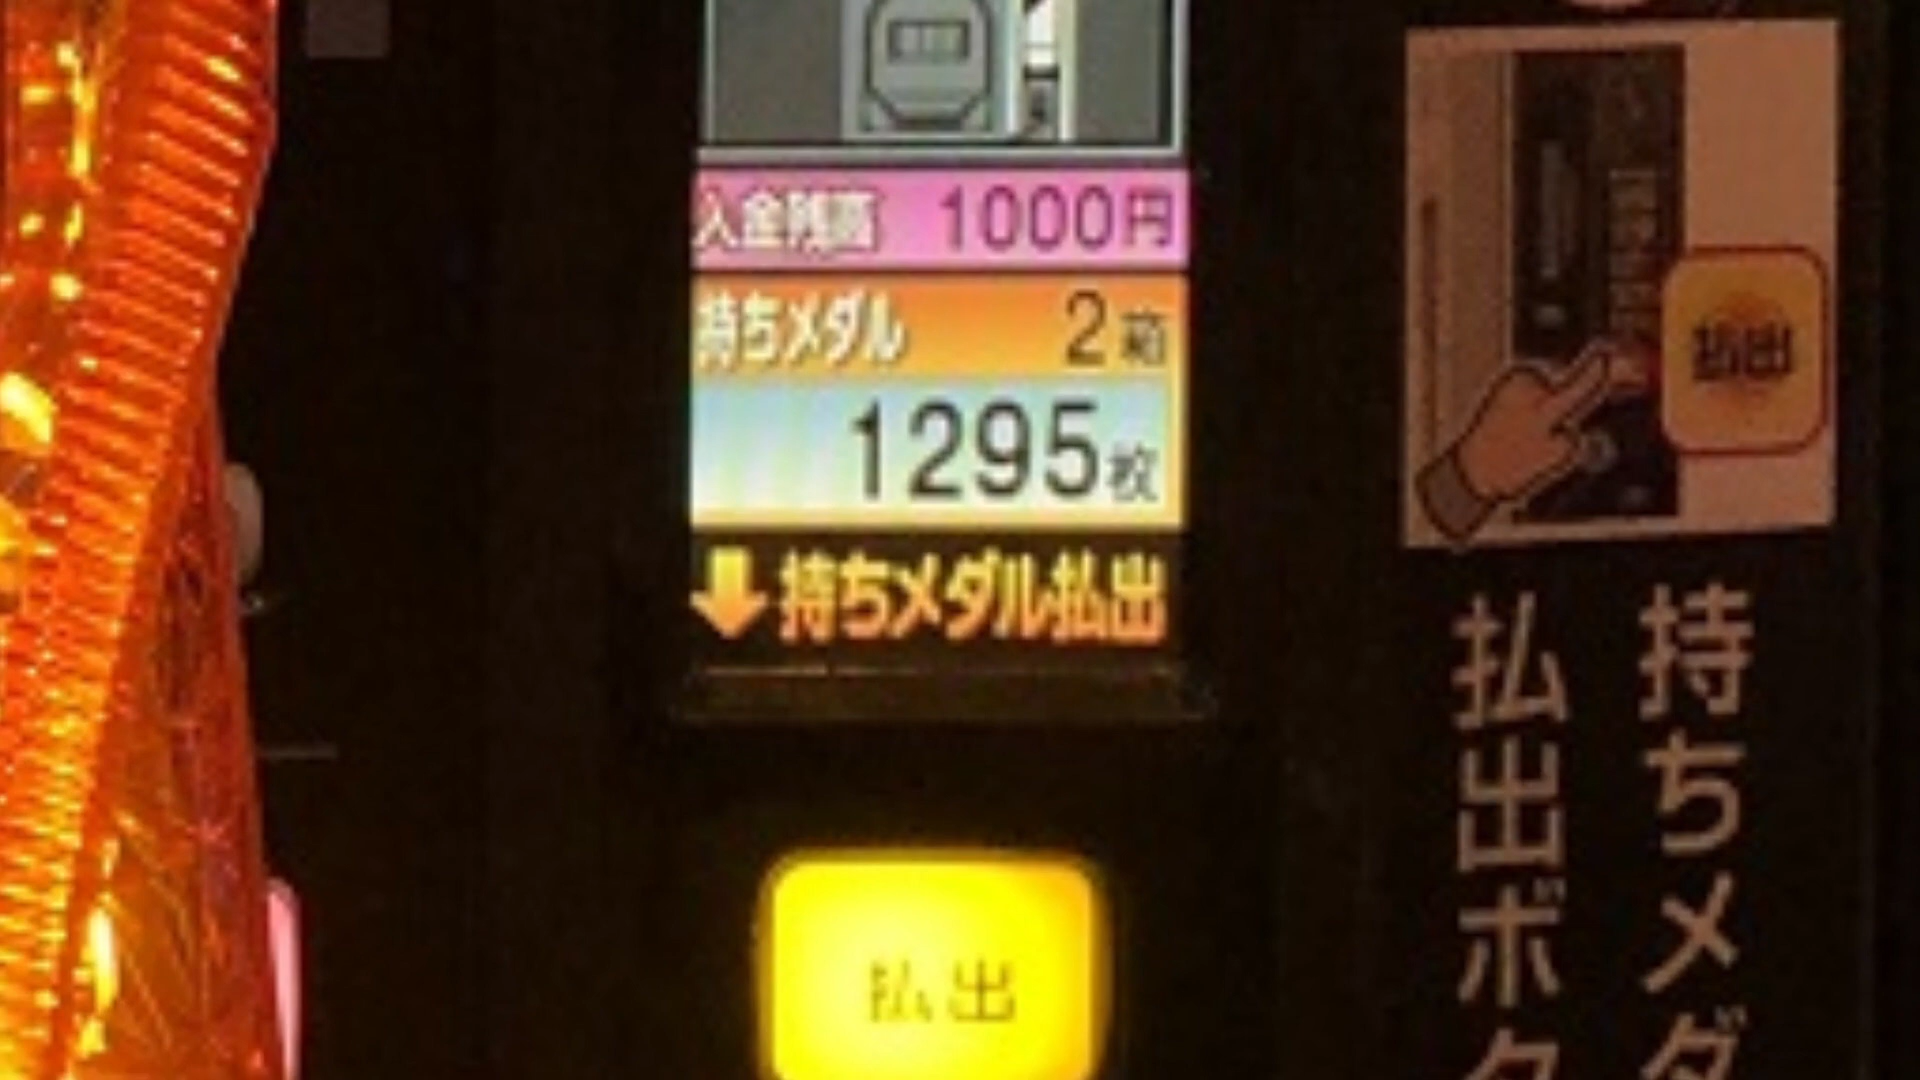 入金残高 1000円
持ちメダル 2箱
1295枚
持ちメダル払出
払出
払出
持ちメダ
払出ボタ